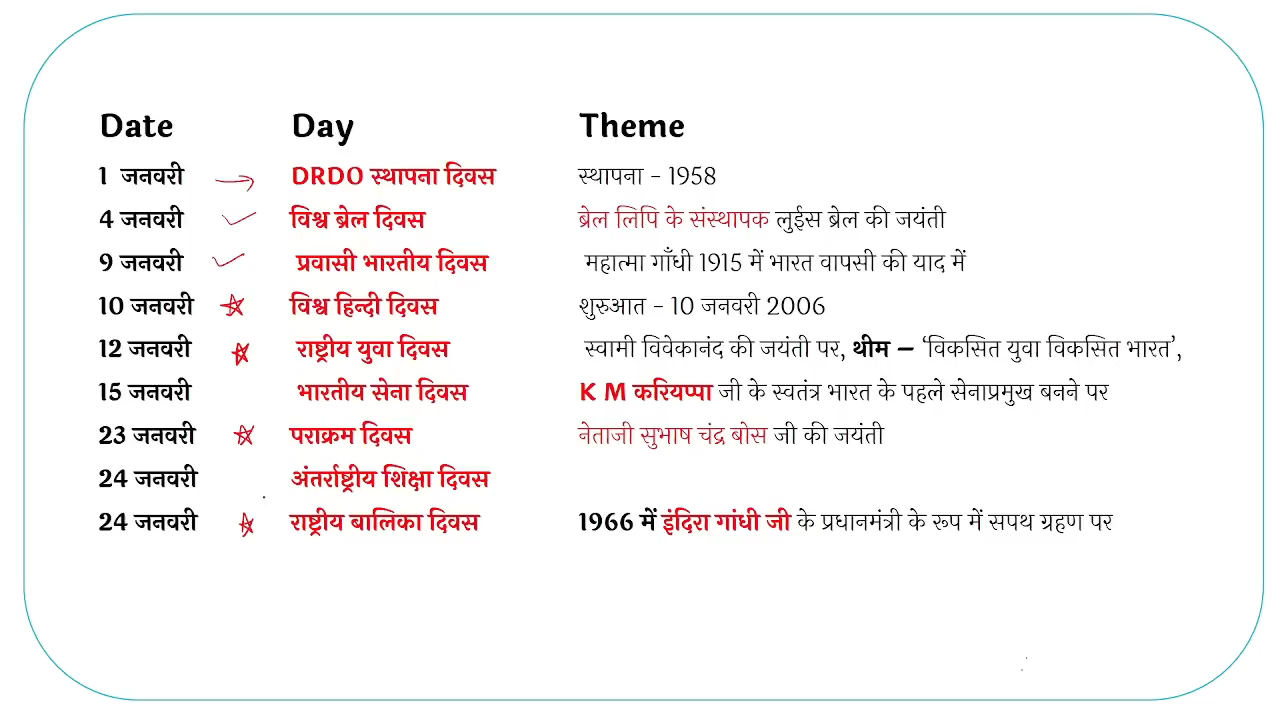 Date Day Theme
1 जनवरी DRDO स्थापना दिवस स्थापना - 1958
4 जनवरी विश्व ब्रेल दिवस ब्रेल लिपि के संस्थापक लुईस ब्रेल की जयंती
9 जनवरी प्रवासी भारतीय दिवस महात्मा गाँधी 1915 में भारत वापसी की याद में
10 जनवरी विश्व हिन्दी दिवस शुरुआत - 10 जनवरी 2006
12 जनवरी राष्ट्रीय युवा दिवस स्वामी विवेकानंद की जयंती पर, थीम – ‘विकसित युवा विकसित भारत’,
15 जनवरी भारतीय सेना दिवस K M करियप्पा जी के स्वतंत्र भारत के पहले सेनाप्रमुख बनने पर
23 जनवरी पराक्रम दिवस नेताजी सुभाष चंद्र बोस जी की जयंती
24 जनवरी अंतर्राष्ट्रीय शिक्षा दिवस
24 जनवरी राष्ट्रीय बालिका दिवस 1966 में इंदिरा गांधी जी के प्रधानमंत्री के रूप में सपथ ग्रहण पर